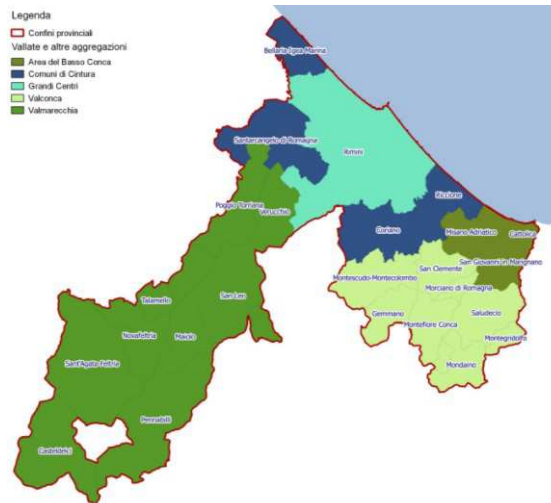 Legenda
Confini provinciali
Vallate e altre aggregazioni
Area del Basso Conca
Comuni di Cintura
Grandi Centri
Valconca
Valmarecchia
Bellaria-Igea Marina
Santarcangelo di Romagna
Rimini
Poggio Torriana
Verucchio
Riccione
Coriano
Misano Adriatico
Cattolica
San Giovanni in Marignano
San Clemente
Montescudo-Montecolombo
Morciano di Romagna
San Leo
Talamello
Gemmano
Saludecio
Montefiore Conca
Novafeltria
Maiolo
Montegridolfo
Sant'Agata Feltria
Mondaino
Pennabilli
Casteldelci